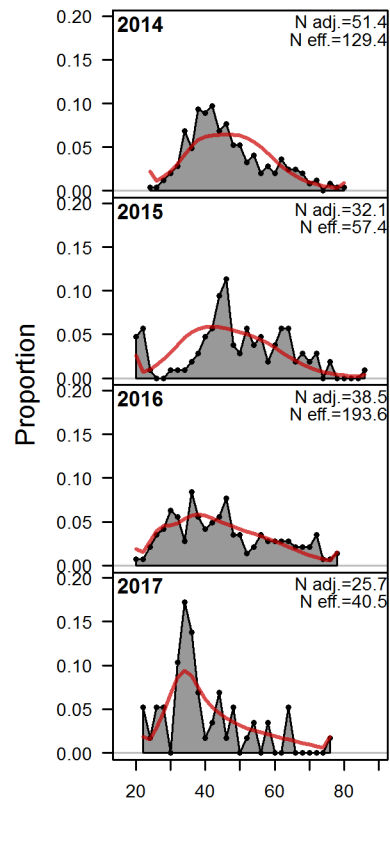 2014
N adj.=51.4
N eff.=129.4
0.20
0.15
0.10
0.05
0.00
2015
N adj.=32.1
N eff.=57.4
0.20
0.15
0.10
0.05
0.00
2016
N adj.=38.5
N eff.=193.6
0.20
0.15
0.10
0.05
0.00
2017
N adj.=25.7
N eff.=40.5
0.20
0.15
0.10
0.05
0.00
Proportion
20 40 60 80